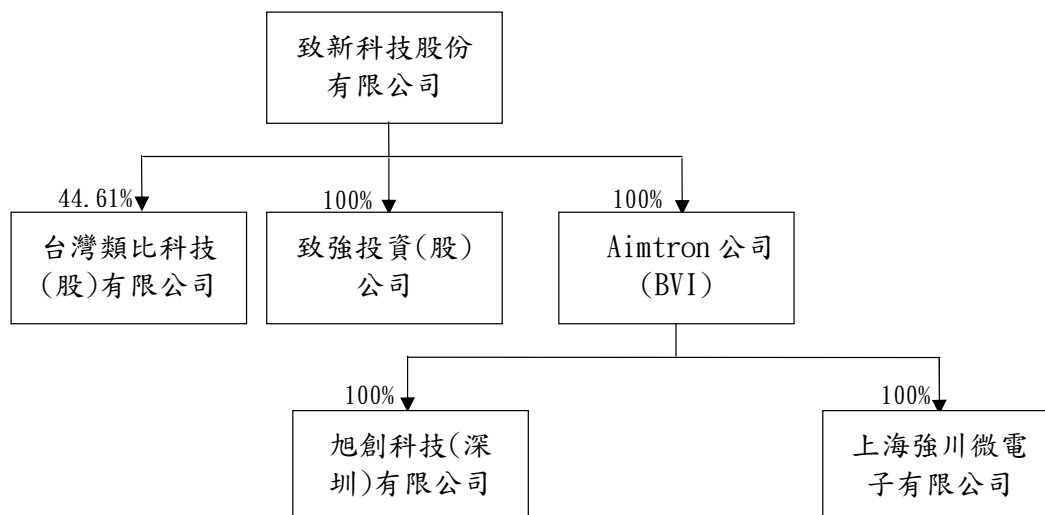 致新科技股份
有限公司
44.61%
100%
100%
台灣類比科技
(股)有限公司
致強投資(股)
公司
Aimtron 公司
(BVI)
100%
100%
旭創科技(深
圳)有限公司
上海強川微電
子有限公司